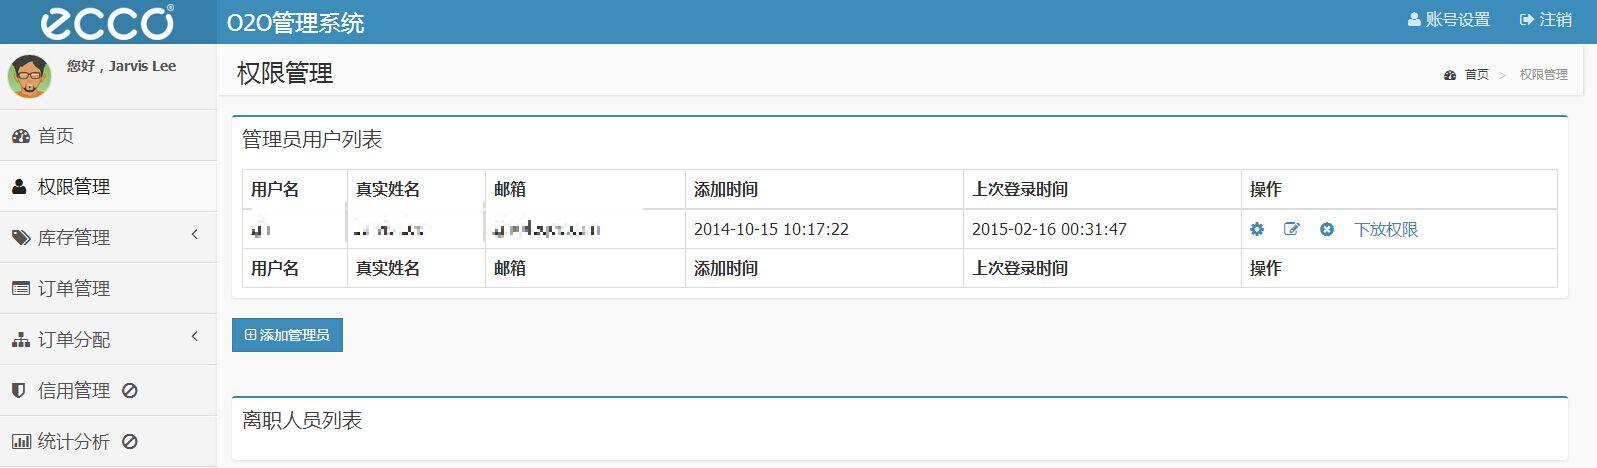 ecco® O2O管理系统 账号设置 注销
您好，Jarvis Lee
权限管理 首页 > 权限管理
首页
权限管理
库存管理
订单管理
订单分配
信用管理
统计分析
管理员用户列表
用户名 真实姓名 邮箱 添加时间 上次登录时间 操作
2014-10-15 10:17:22 2015-02-16 00:31:47 下放权限
用户名 真实姓名 邮箱 添加时间 上次登录时间 操作
添加管理员
离职人员列表